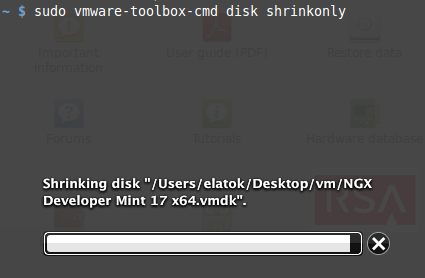 ~ $ sudo vmware-toolbox-cmd disk shrinkonly
Important information
User guide (PDF)
Restore data
Forums
Tutorials
Hardware database
Shrinking disk "/Users/elatok/Desktop/vm/NGX
Developer Mint 17 x64.vmdk".
RSA